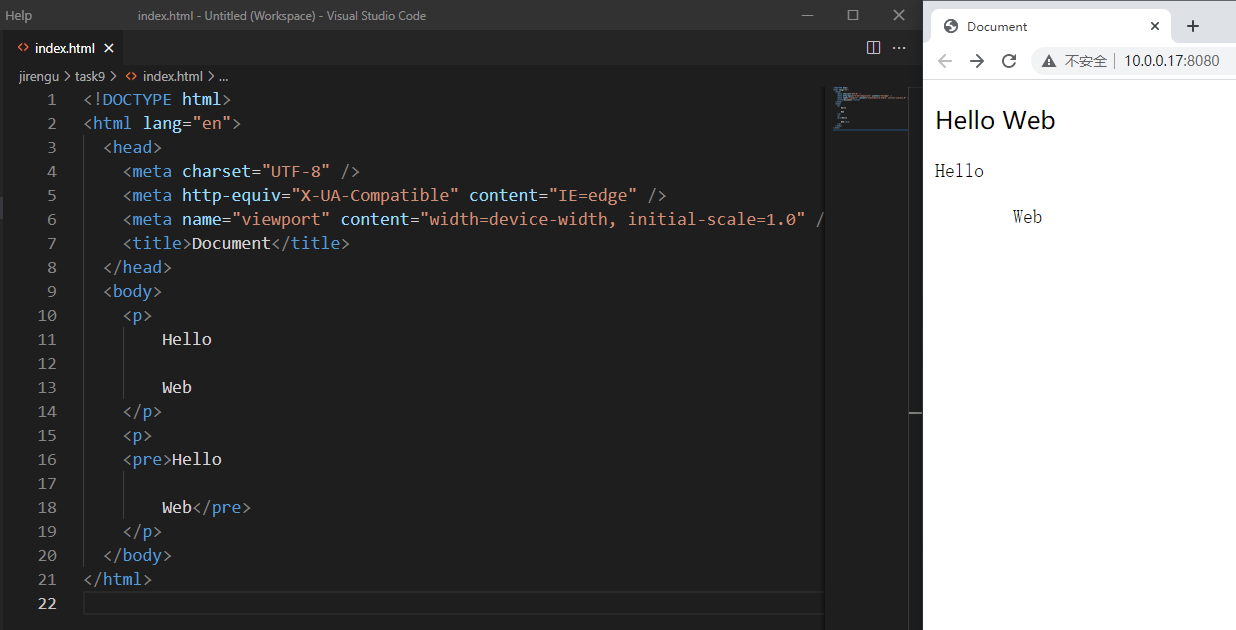 Help index.html - Untitled (Workspace) - Visual Studio Code
index.html
jirengu > task9 > index.html > ...
1 <!DOCTYPE html>
2 <html lang="en">
3 <head>
4 <meta charset="UTF-8" />
5 <meta http-equiv="X-UA-Compatible" content="IE=edge" />
6 <meta name="viewport" content="width=device-width, initial-scale=1.0" /
7 <title>Document</title>
8 </head>
9 <body>
10 <p>
11 Hello
12
13 Web
14 </p>
15 <p>
16 <pre>Hello
17
18 Web</pre>
19 </p>
20 </body>
21 </html>
22
Document
不安全 10.0.0.17:8080
Hello Web
Hello
Web